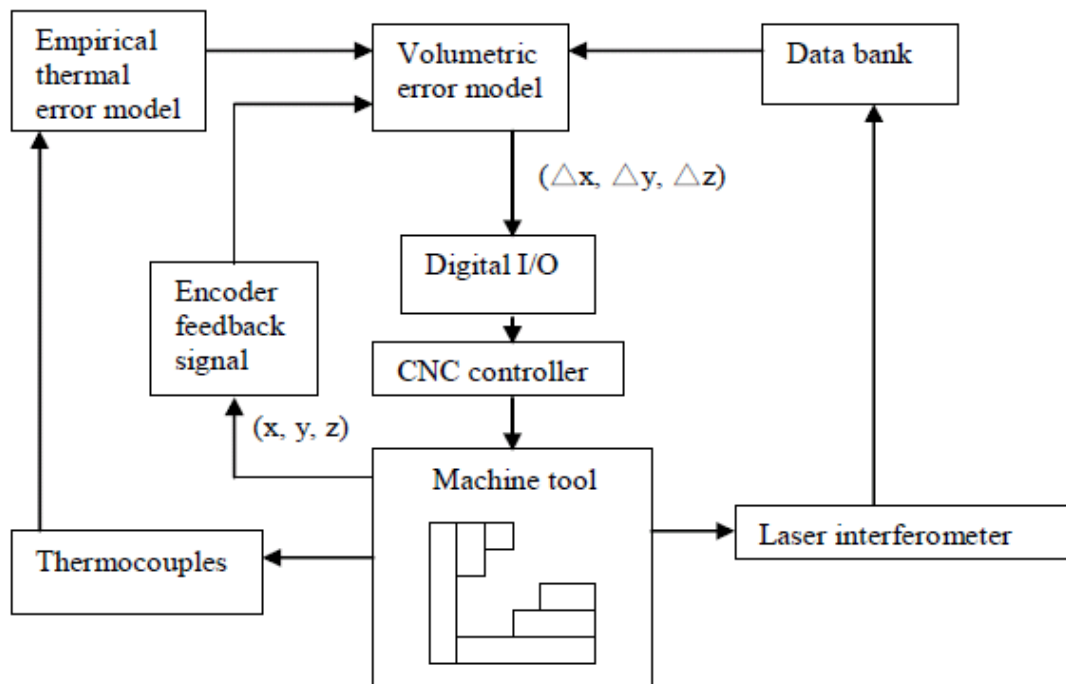 Empirical
thermal
error model
Volumetric
error model
Data bank
(△x, △y, △z)
Digital I/O
Encoder
feedback
signal
CNC controller
(x, y, z)
Machine tool
Laser interferometer
Thermocouples